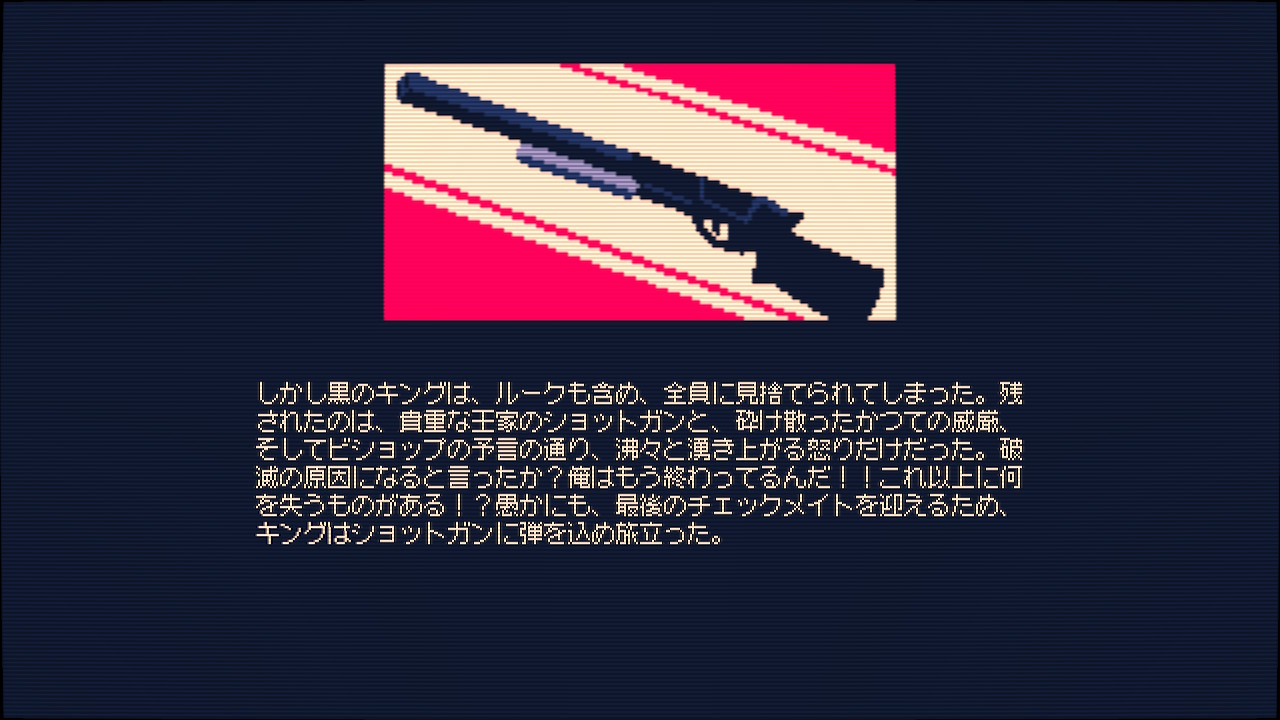 しかし黒のキングは、ルークも含め、全員に見捨てられてしまった。残
されたのは、貴重な王家のショットガンと、砕け散ったかつての威厳、
そしてビショップの予言の通り、沸々と湧き上がる怒りだけだった。破
滅の原因になると言ったか？俺はもう終わってるんだ！！これ以上に何
を失うものがある！？愚かにも、最後のチェックメイトを迎えるため、
キングはショットガンに弾を込め旅立った。